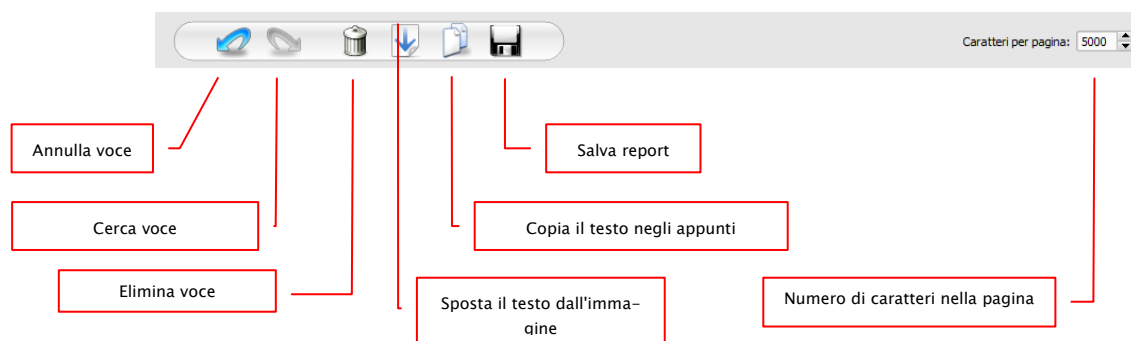 Caratteri per pagina: 5000
Annulla voce
Salva report
Cerca voce
Copia il testo negli appunti
Elimina voce
Sposta il testo dall'imma-
gine
Numero di caratteri nella pagina